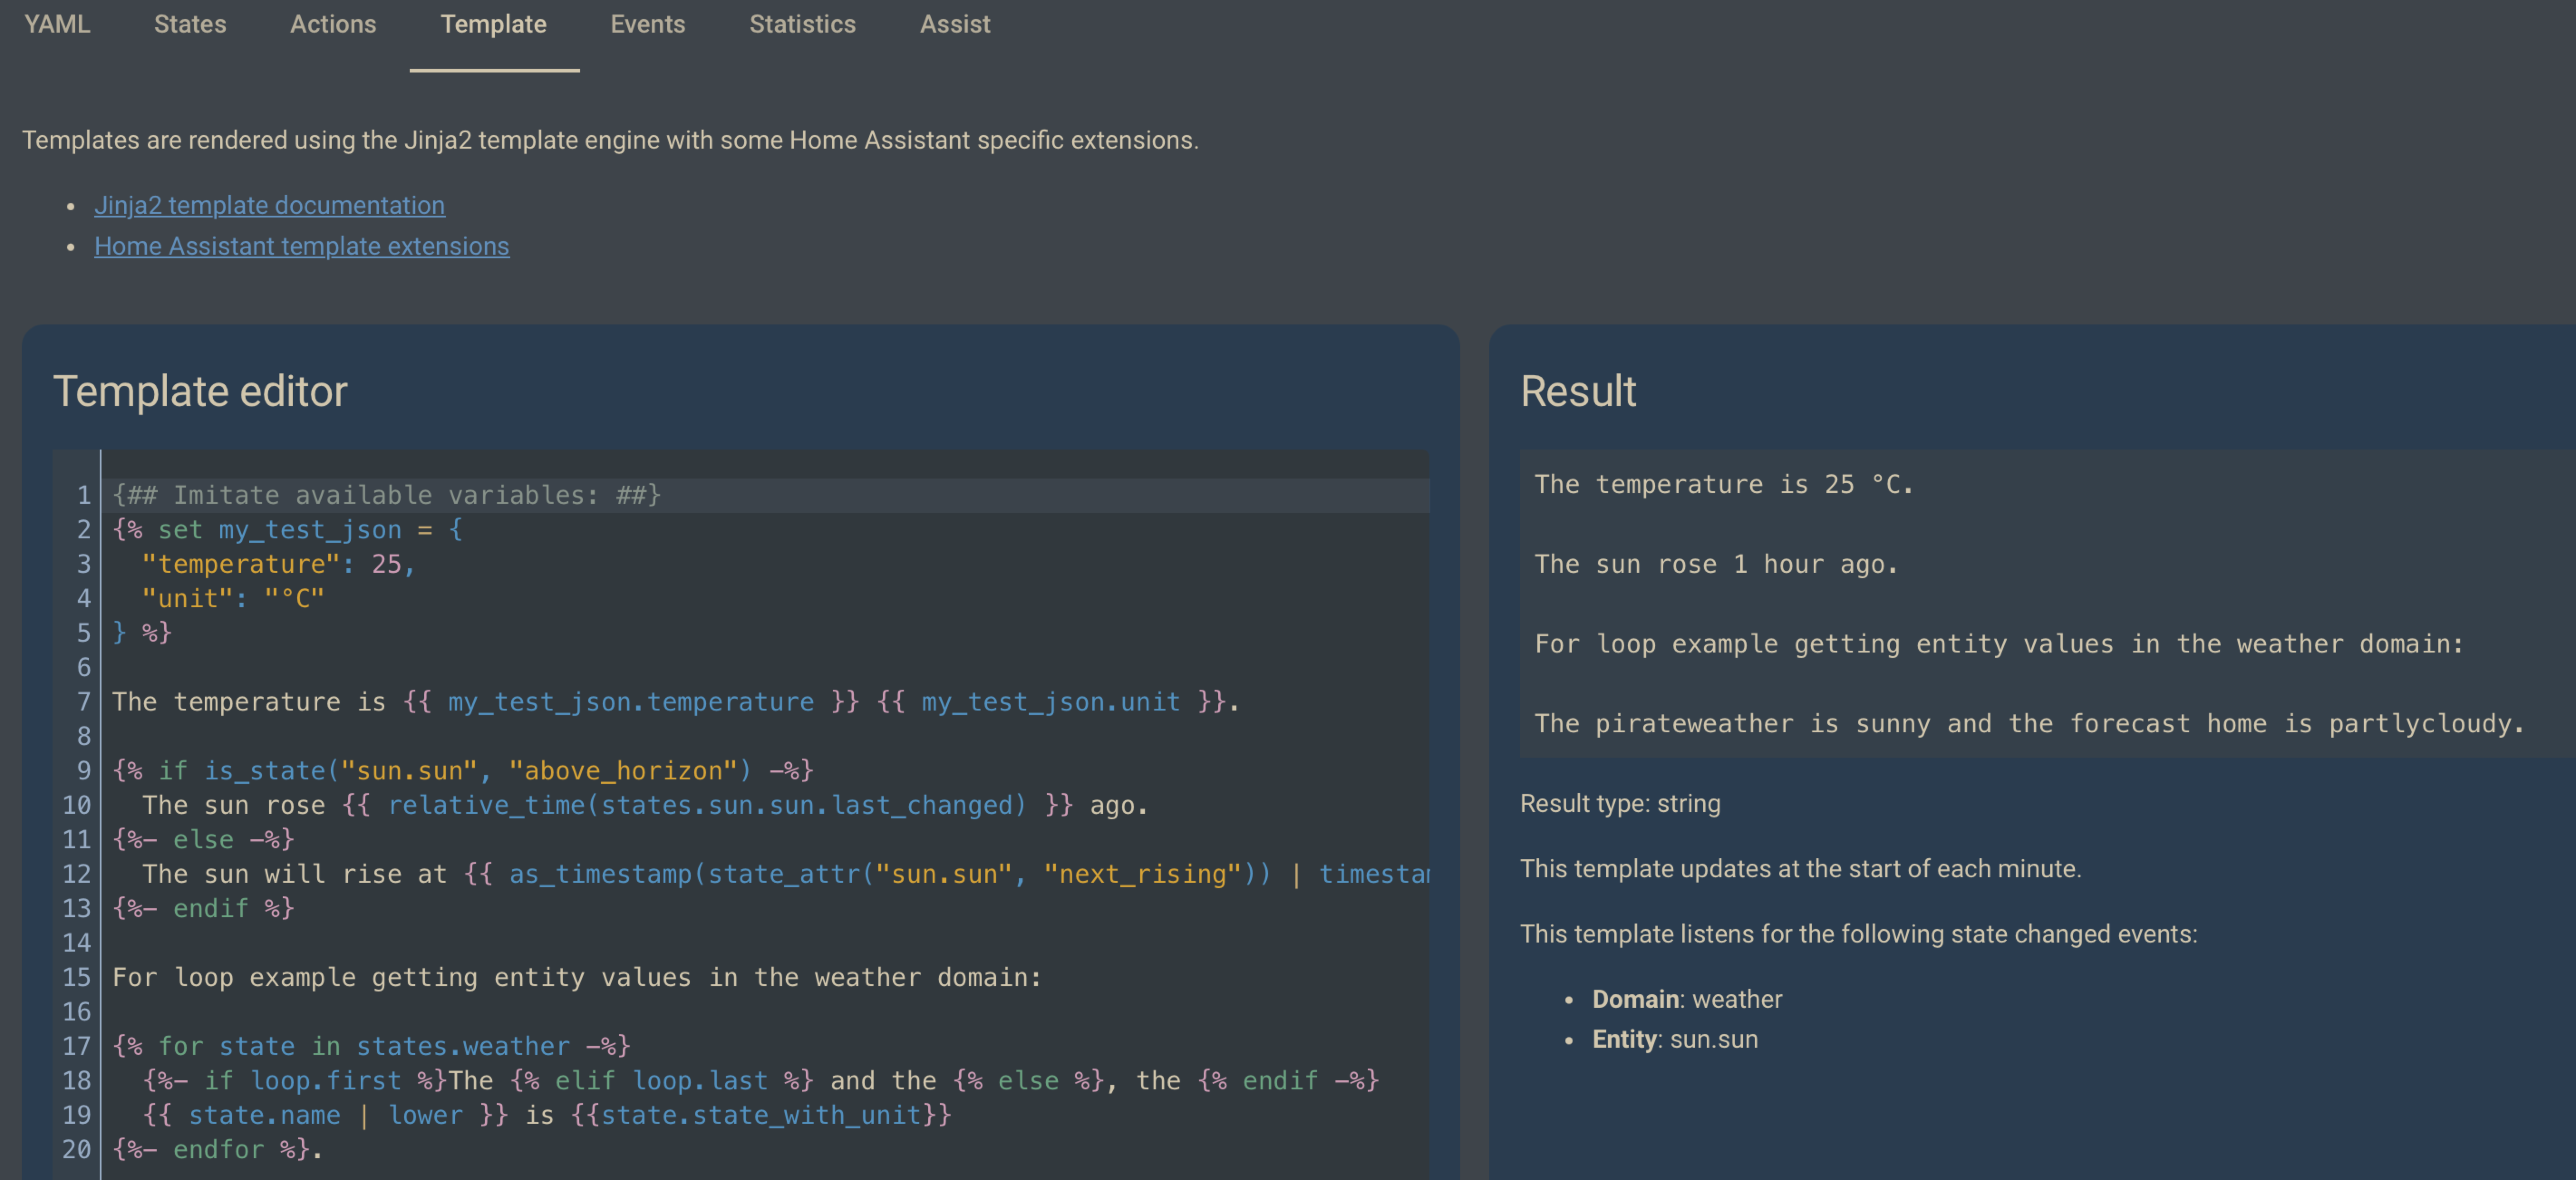 YAML States Actions Template Events Statistics Assist
Templates are rendered using the Jinja2 template engine with some Home Assistant specific extensions.
• Jinja2 template documentation
• Home Assistant template extensions
Template editor
1 {## Imitate available variables: ##}
2 {% set my_test_json = {
3   "temperature": 25,
4   "unit": "°C"
5 } %}
6
7 The temperature is {{ my_test_json.temperature }} {{ my_test_json.unit }}.
8
9 {% if is_state("sun.sun", "above_horizon") -%}
10   The sun rose {{ relative_time(states.sun.sun.last_changed) }} ago.
11 {%- else -%}
12   The sun will rise at {{ as_timestamp(state_attr("sun.sun", "next_rising")) | timestam
13 {%- endif %}
14
15 For loop example getting entity values in the weather domain:
16
17 {% for state in states.weather -%}
18   {%- if loop.first %}The {% elif loop.last %} and the {% else %}, the {% endif -%}
19   {{ state.name | lower }} is {{state.state_with_unit}}
20 {%- endfor %}.
Result
The temperature is 25 °C.
The sun rose 1 hour ago.
For loop example getting entity values in the weather domain:
The pirateweather is sunny and the forecast home is partlycloudy.
Result type: string
This template updates at the start of each minute.
This template listens for the following state changed events:
• Domain: weather
• Entity: sun.sun